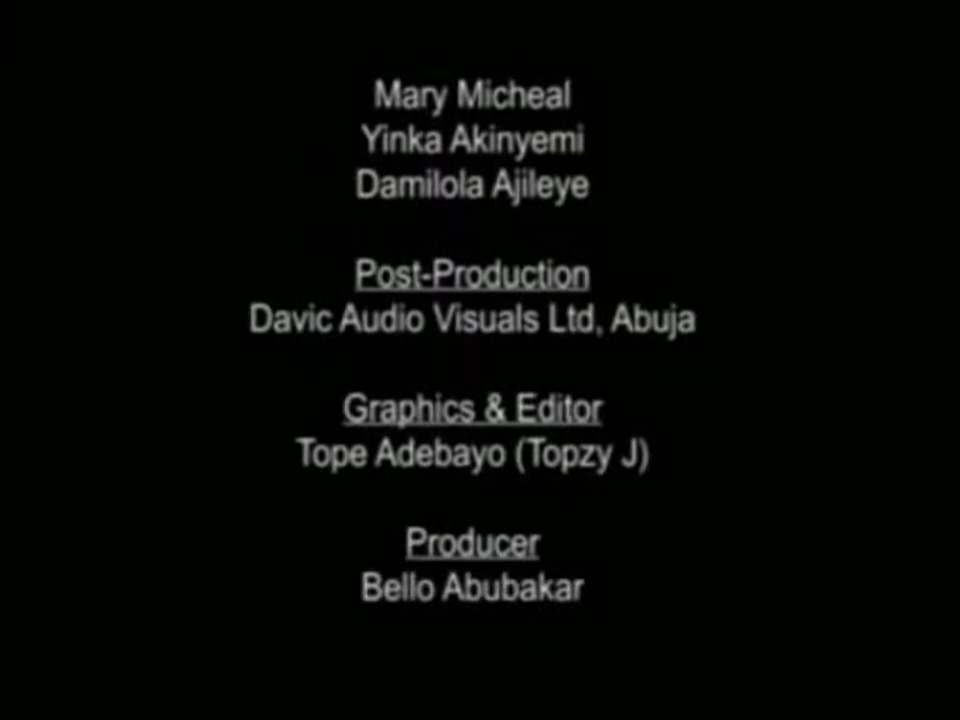 Mary Micheal
Yinka Akinyemi
Damilola Ajileye
Post-Production
Davic Audio Visuals Ltd, Abuja
Graphics & Editor
Tope Adebayo (Topzy J)
Producer
Bello Abubakar